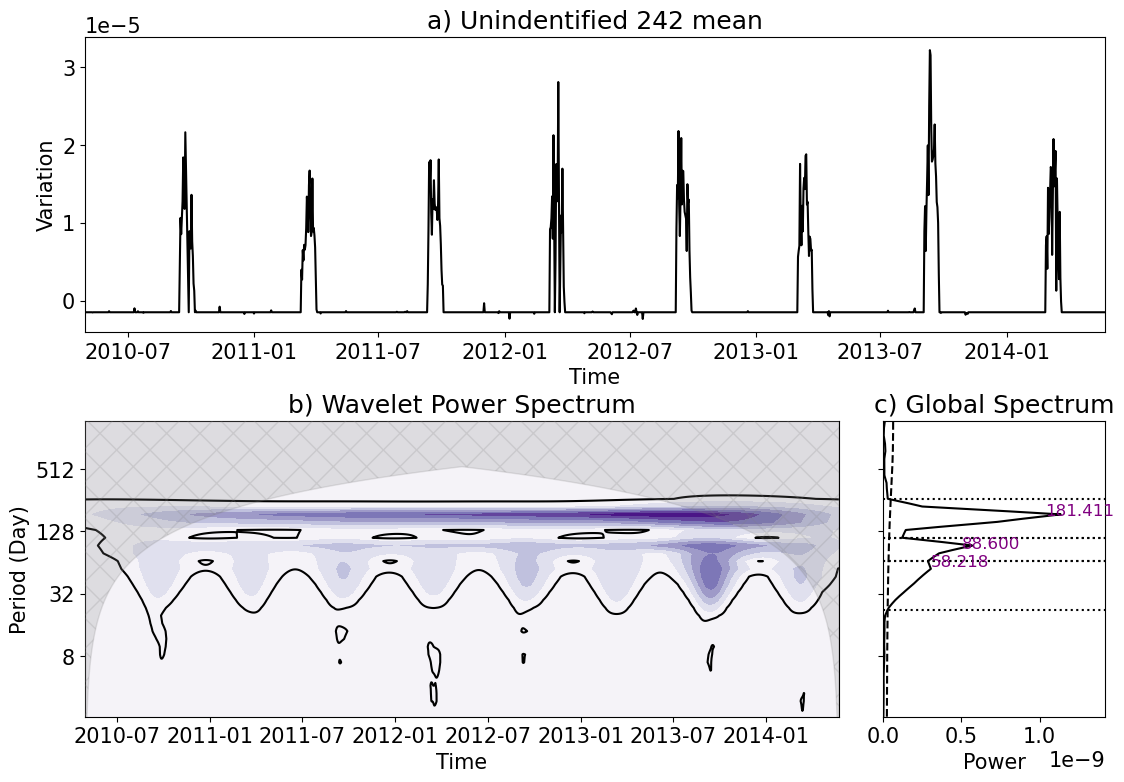 a) Unidentified 242 mean
1e−5
3
2
1
0
Variation
2010-07 2011-01 2011-07 2012-01 2012-07 2013-01 2013-07 2014-01
Time
b) Wavelet Power Spectrum
512
128
32
8
Period (Day)
2010-07 2011-01 2011-07 2012-01 2012-07 2013-01 2013-07 2014-01
Time
c) Global Spectrum
181.411
88.600
58.218
0.0 0.5 1.0
Power 1e−9